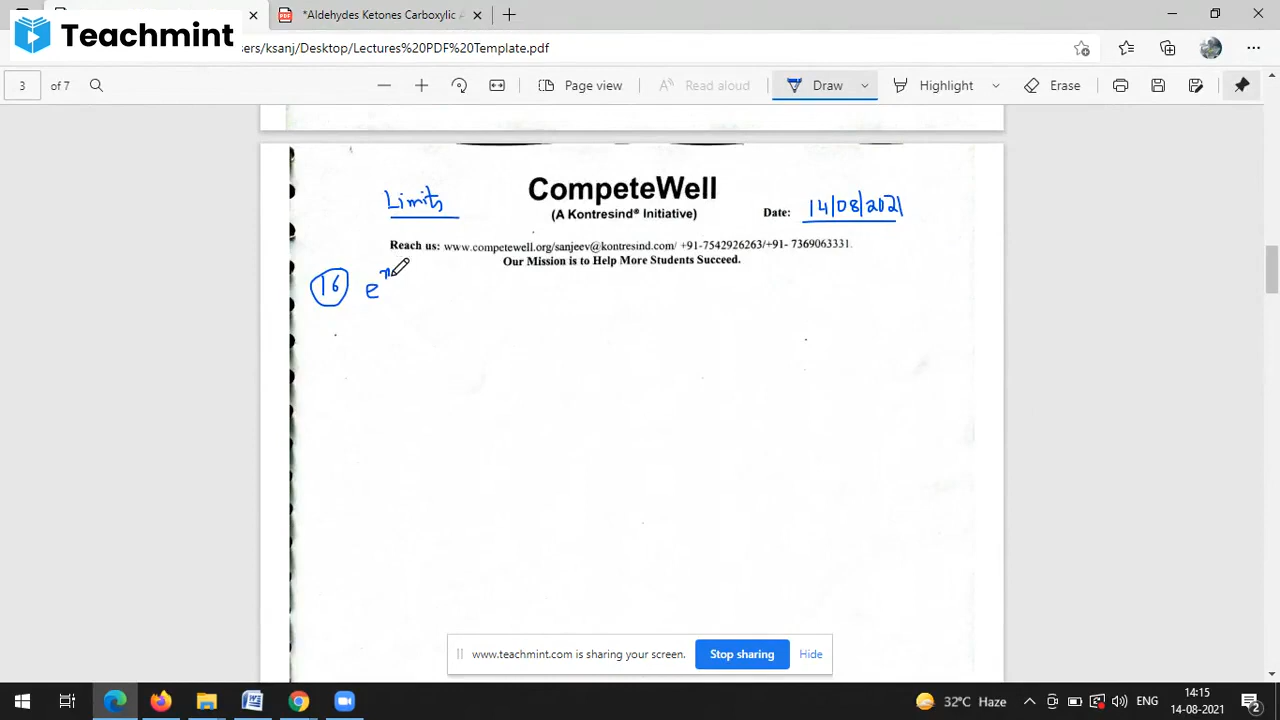 Teachmint
*"Aldehydes Ketones Carboxylic
ers/ksanj/Desktop/Lectures%20PDF%20Template.pdf
3 of 7 Page view Read aloud Draw Highlight Erase
Limits
CompeteWell
(A Kontresind® Initiative)
Date: 14/08/2021
Reach us: www.competewell.org/sanjeev@kontresind.com/ +91-7542926263/+91- 7369063331.
Our Mission is to Help More Students Succeed.
16 e^x
www.teachmint.com is sharing your screen. Stop sharing Hide
32°C Haze ENG 14:15
14-08-2021 2